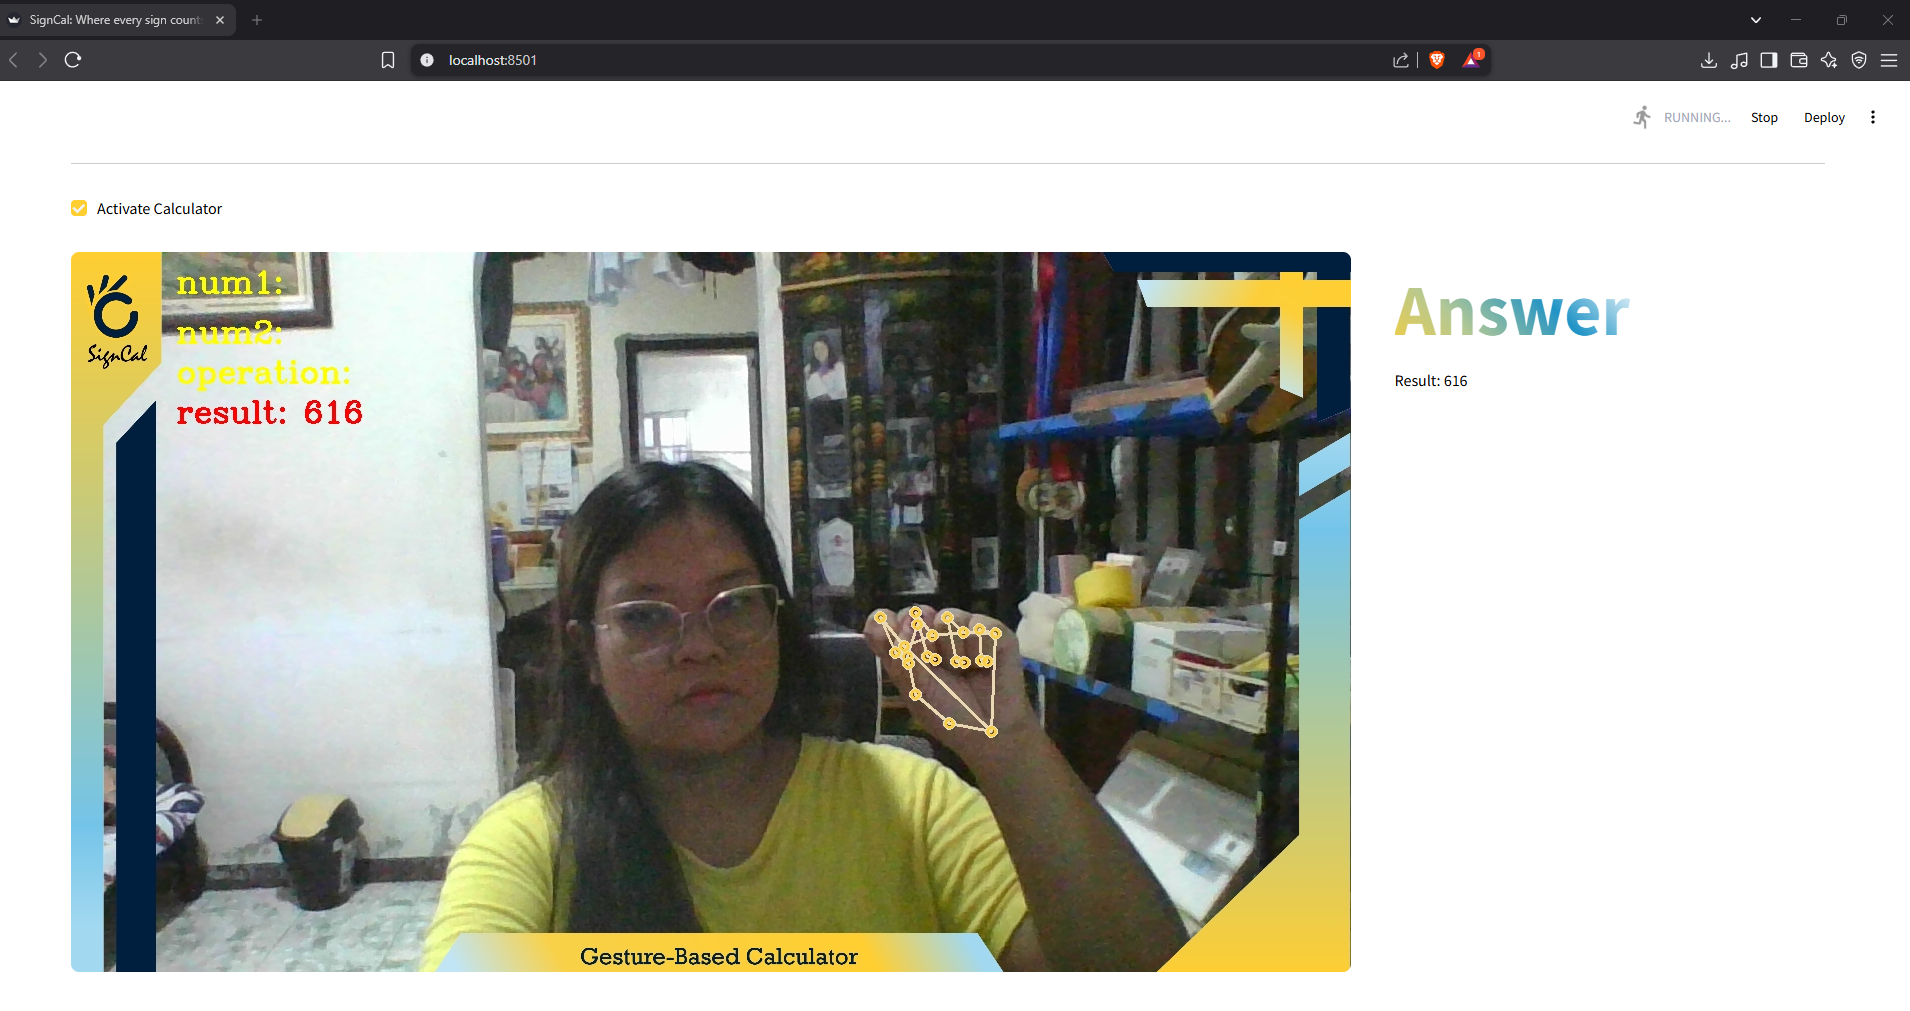 SignCal: Where every sign count
localhost:8501
1
RUNNING...
Stop
Deploy
Activate Calculator
SignCal
num1:
num2:
operation:
result: 616
Answer
Result: 616
Gesture-Based Calculator